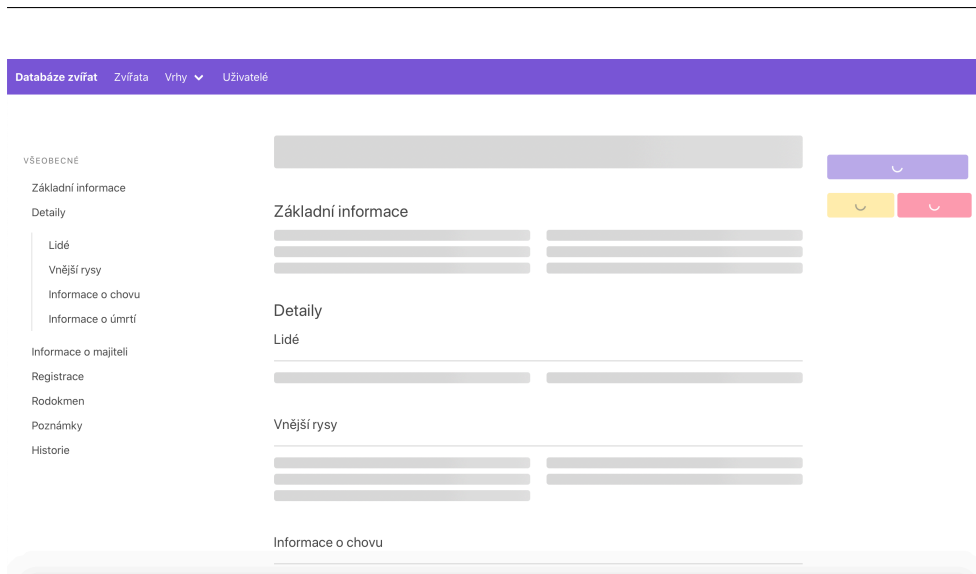 Databáze zvířat Zvířata Vrhy Uživatelé
VŠEOBECNÉ
Základní informace
Detaily
Lidé
Vnější rysy
Informace o chovu
Informace o úmrtí
Informace o majiteli
Registrace
Rodokmen
Poznámky
Historie
Základní informace
Detaily
Lidé
Vnější rysy
Informace o chovu